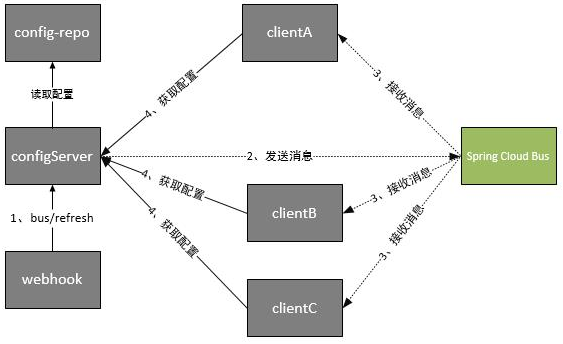 config-repo
clientA
3、接收消息
读取配置
4、获取配置
configServer
2、发送消息
Spring Cloud Bus
4、获取配置
3、接收消息
1、bus/refresh
clientB
4、获取配置
3、接收消息
webhook
clientC